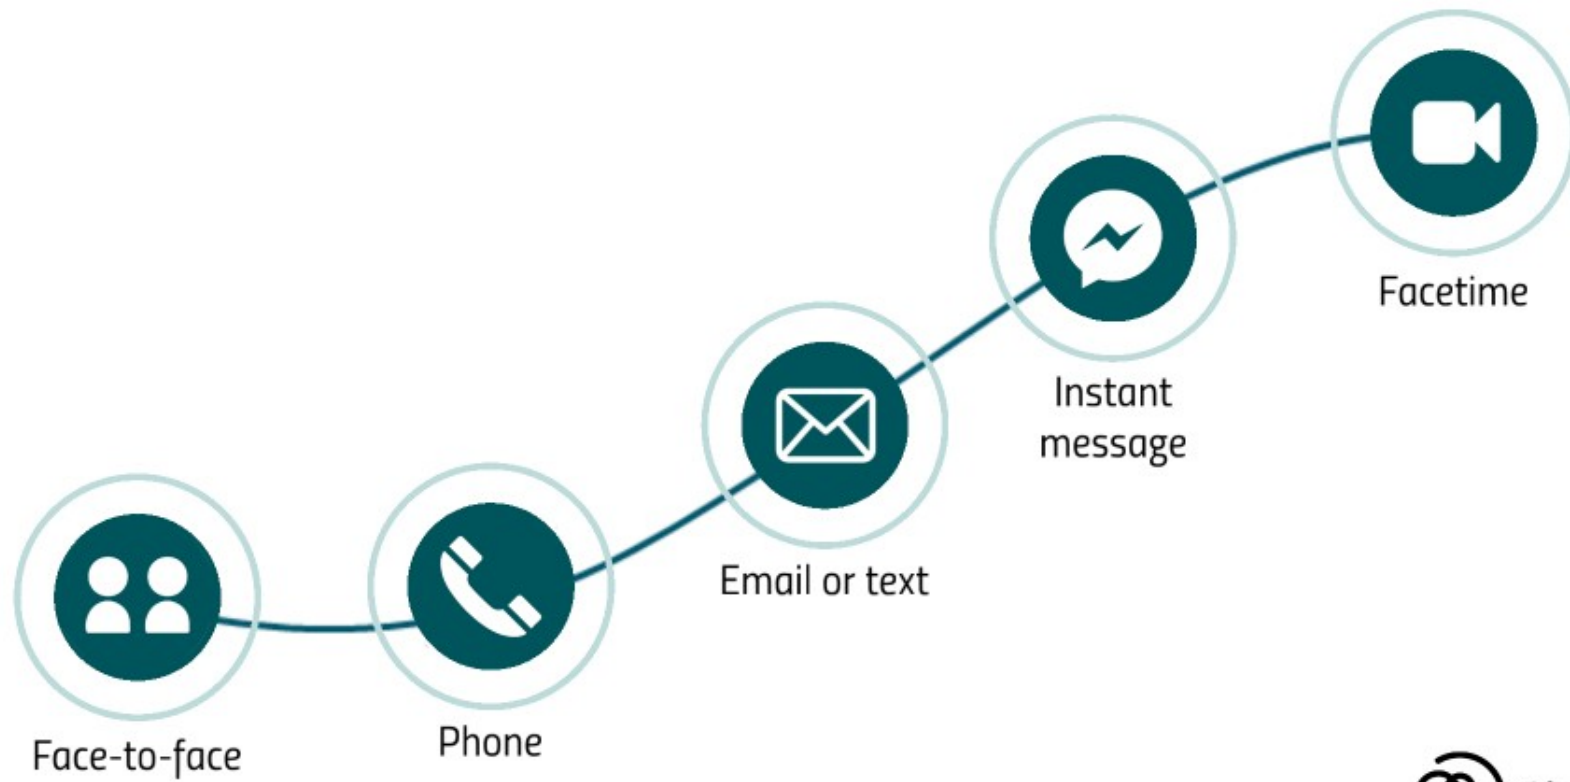 Face-to-face
Phone
Email or text
Instant
message
Facetime